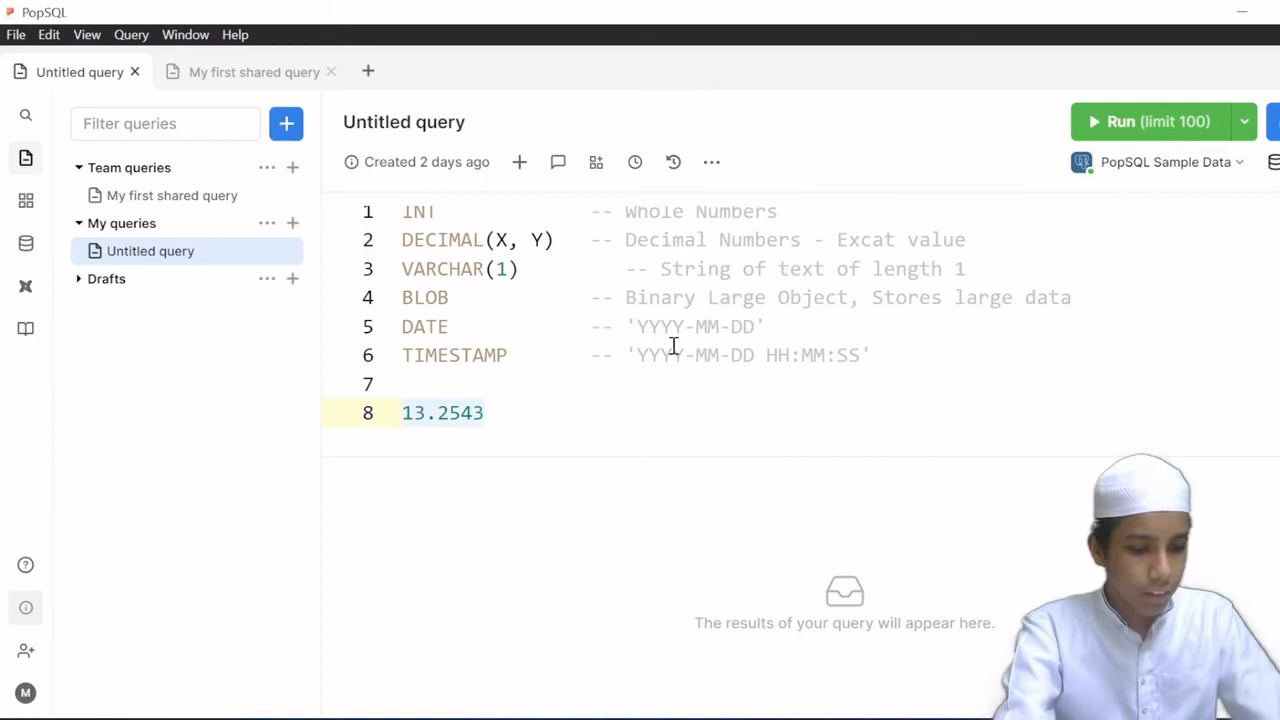 PopSQL
File Edit View Query Window Help
Untitled query
My first shared query
Filter queries
Untitled query
Run (limit 100)
Team queries
Created 2 days ago
PopSQL Sample Data
My first shared query
My queries
Untitled query
Drafts
1 INT -- Whole Numbers
2 DECIMAL(X, Y) -- Decimal Numbers - Excat value
3 VARCHAR(1) -- String of text of length 1
4 BLOB -- Binary Large Object, Stores large data
5 DATE -- 'YYYY-MM-DD'
6 TIMESTAMP -- 'YYYY-MM-DD HH:MM:SS'
7
8 13.2543
The results of your query will appear here.
M